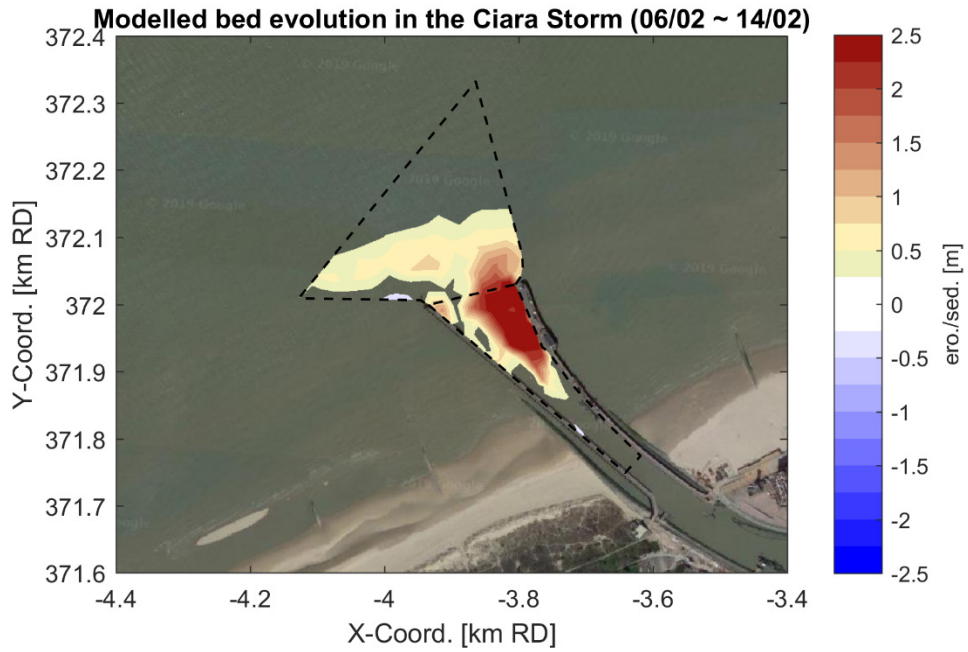 Modelled bed evolution in the Ciara Storm (06/02 ~ 14/02)
372.4
372.3
372.2
372.1
372
371.9
371.8
371.7
371.6
Y-Coord. [km RD]
-4.4
-4.2
-4
-3.8
-3.6
-3.4
X-Coord. [km RD]
2.5
2
1.5
1
0.5
0
-0.5
-1
-1.5
-2
-2.5
ero./sed. [m]
© 2019 Google
© 2019 Google
2019 Google
© 2019 Google
© 2019 Google
© 2019 Google
oogle